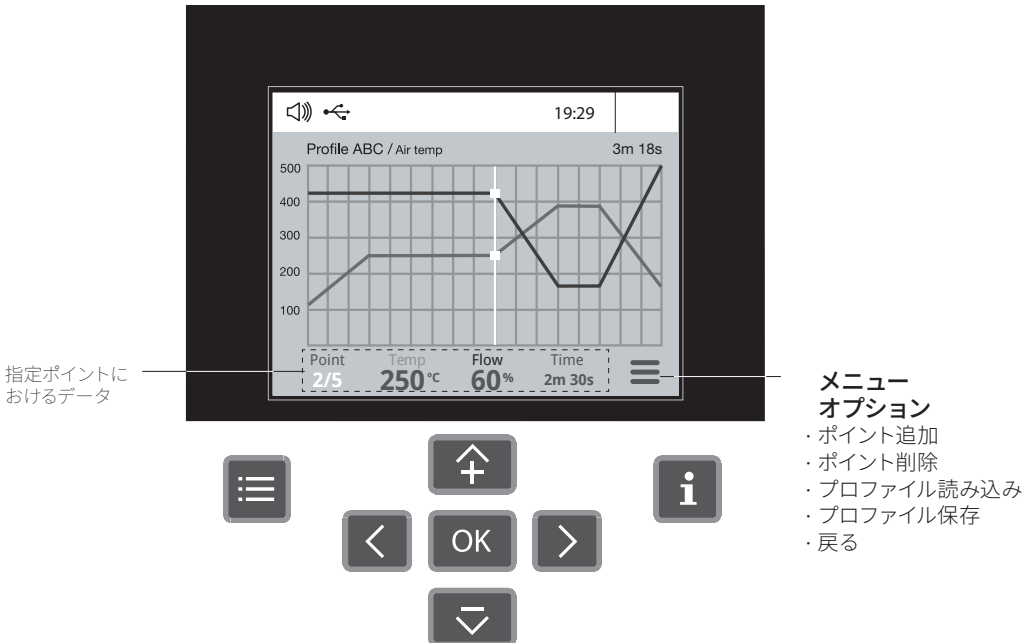 19:29
Profile ABC / Air temp
3m 18s
500
400
300
200
100
Point
Temp
Flow
Time
2/5
250 °C
60 %
2m 30s
指定ポイントに
おけるデータ
メニュー
オプション
・ポイント追加
・ポイント削除
・プロファイル読み込み
・プロファイル保存
・戻る
i
OK